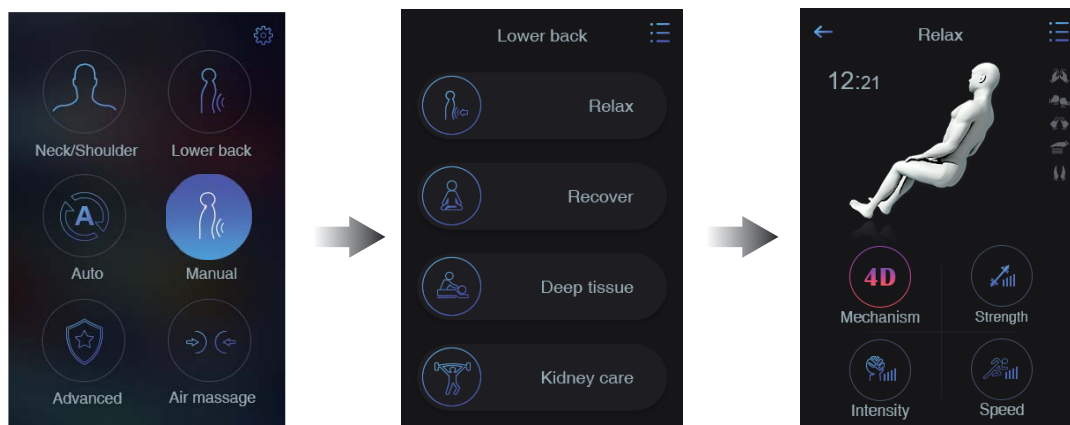 Neck/Shoulder Lower back
A
Auto Manual
Advanced Air massage
Lower back
Relax
Recover
Deep tissue
Kidney care
Relax
12:21
4D
Mechanism Strength
Intensity Speed